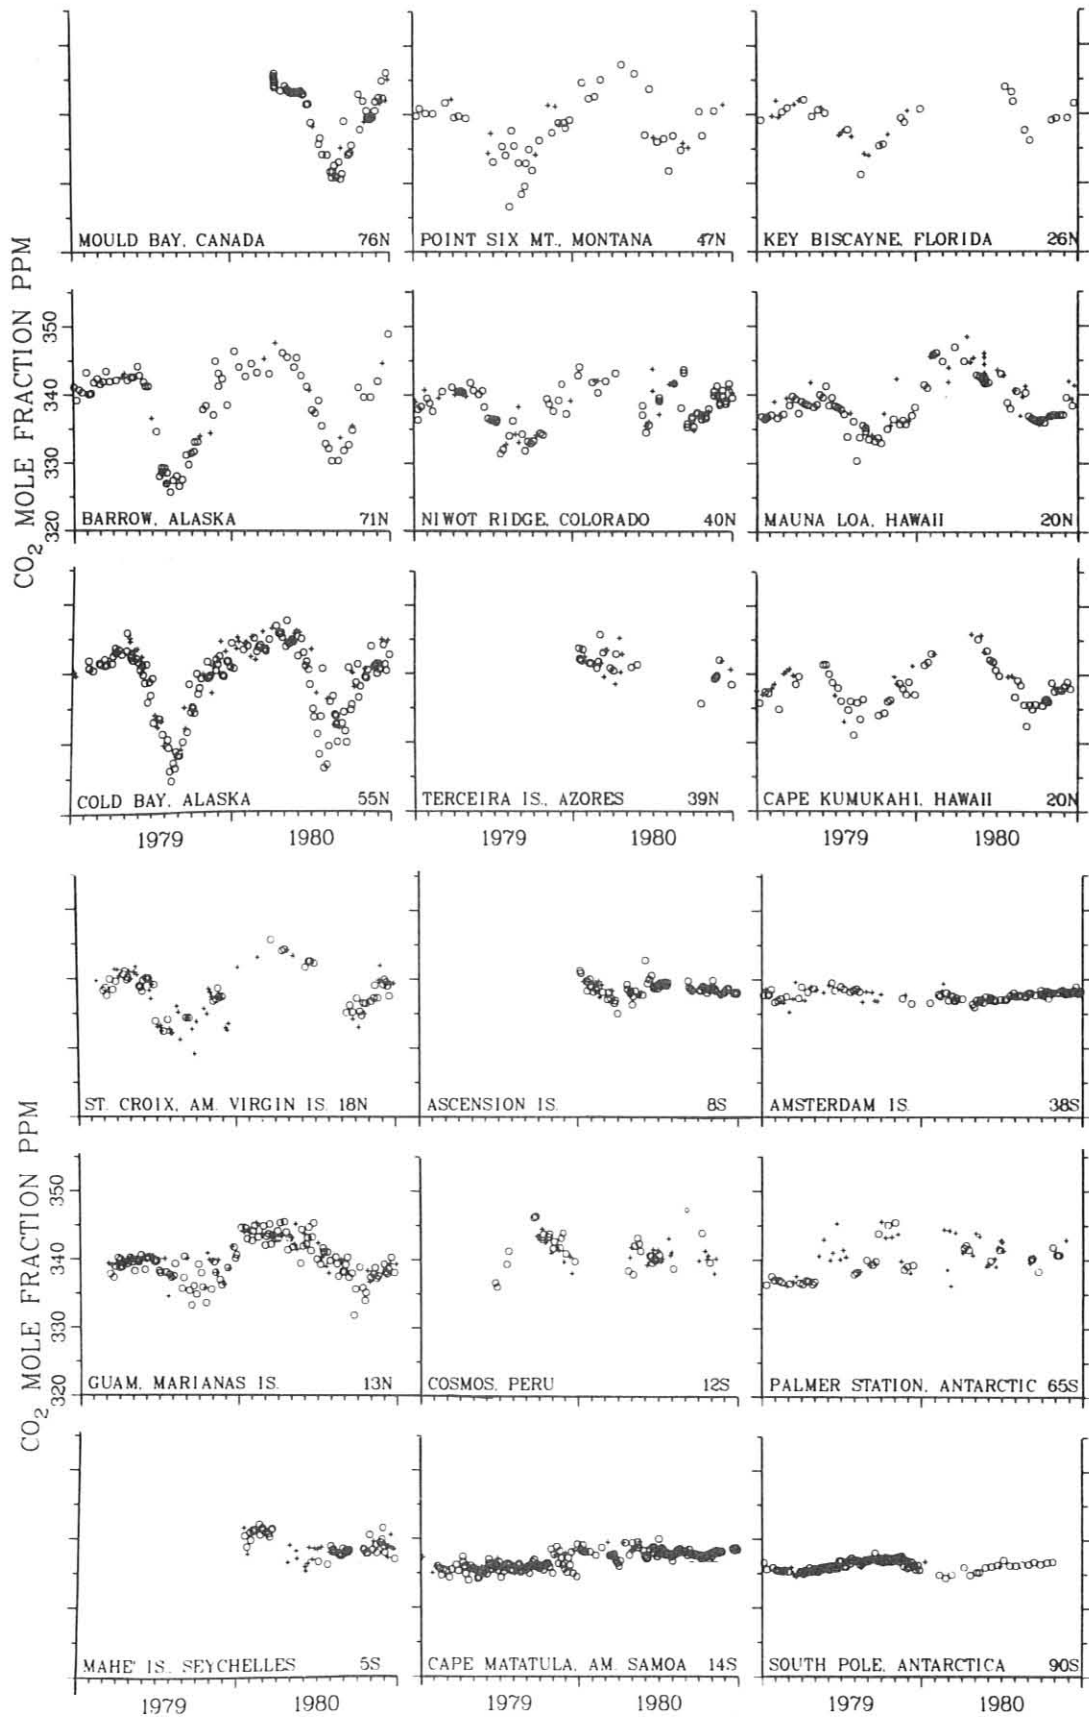 CO2 MOLE FRACTION PPM
MOULD BAY, CANADA 76N
POINT SIX MT., MONTANA 47N
KEY BISCAYNE, FLORIDA 26N
350
340
330
320
BARROW, ALASKA 71N
NIWOT RIDGE, COLORADO 40N
MAUNA LOA, HAWAII 20N
COLD BAY, ALASKA 55N
TERCEIRA IS., AZORES 39N
CAPE KUMUKAHI, HAWAII 20N
1979 1980 1979 1980 1979 1980
CO2 MOLE FRACTION PPM
ST. CROIX, AM. VIRGIN IS. 18N
ASCENSION IS. 8S
AMSTERDAM IS. 38S
350
340
330
320
GUAM, MARIANAS IS. 13N
COSMOS, PERU 12S
PALMER STATION, ANTARCTIC 65S
MAHE' IS., SEYCHELLES 5S
CAPE MATATULA, AM. SAMOA 14S
SOUTH POLE, ANTARCTICA 90S
1979 1980 1979 1980 1979 1980